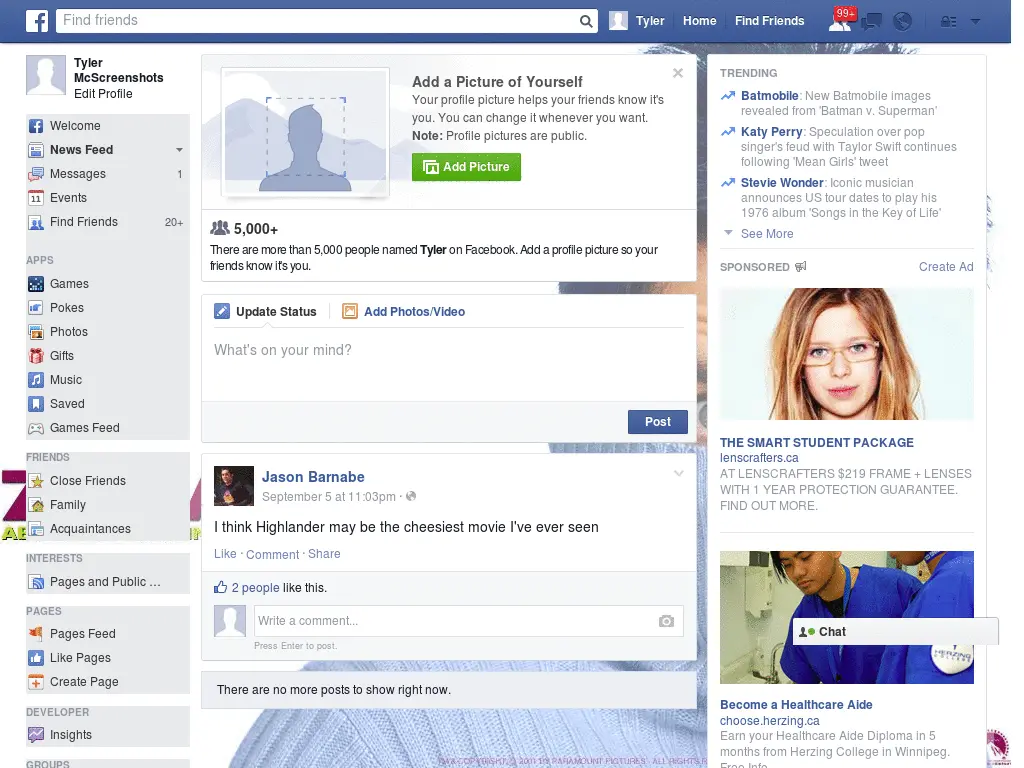 Find friends
Tyler
Home
Find Friends
99+
Tyler
McScreenshots
Edit Profile
Welcome
News Feed
Messages 1
Events
Find Friends 20+
APPS
Games
Pokes
Photos
Gifts
Music
Saved
Games Feed
FRIENDS
Close Friends
Family
Acquaintances
INTERESTS
Pages and Public ...
PAGES
Pages Feed
Like Pages
Create Page
DEVELOPER
Insights
GROUPS
Add a Picture of Yourself
Your profile picture helps your friends know it's
you. You can change it whenever you want.
Note: Profile pictures are public.
Add Picture
5,000+
There are more than 5,000 people named Tyler on Facebook. Add a profile picture so your
friends know it's you.
Update Status
Add Photos/Video
What's on your mind?
Post
Jason Barnabe
September 5 at 11:03pm ·
I think Highlander may be the cheesiest movie I've ever seen
Like · Comment · Share
2 people like this.
Write a comment...
Press Enter to post.
There are no more posts to show right now.
TRENDING
Batmobile: New Batmobile images
revealed from 'Batman v. Superman'
Katy Perry: Speculation over pop
singer's feud with Taylor Swift continues
following 'Mean Girls' tweet
Stevie Wonder: Iconic musician
announces US tour dates to play his
1976 album 'Songs in the Key of Life'
See More
SPONSORED
Create Ad
THE SMART STUDENT PACKAGE
lenscrafters.ca
AT LENSCRAFTERS $219 FRAME + LENSES
WITH 1 YEAR PROTECTION GUARANTEE.
FIND OUT MORE.
Chat
HERZING
COLLEGE
Become a Healthcare Aide
choose.herzing.ca
Earn your Healthcare Aide Diploma in 5
months from Herzing College in Winnipeg.
Free Info